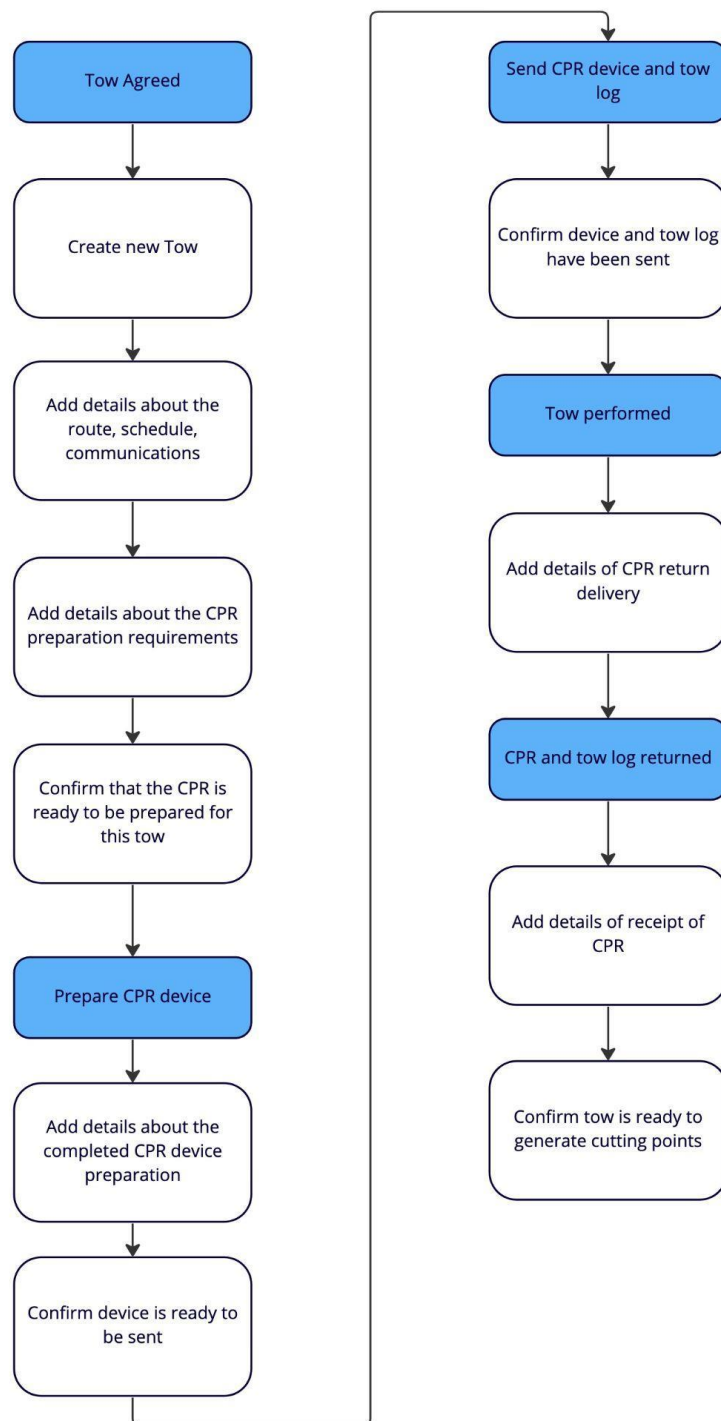 Tow Agreed
Create new Tow
Add details about the
route, schedule,
communications
Add details about the CPR
preparation requirements
Confirm that the CPR is
ready to be prepared for
this tow
Prepare CPR device
Add details about the
completed CPR device
preparation
Confirm device is ready to
be sent
Send CPR device and tow
log
Confirm device and tow log
have been sent
Tow performed
Add details of CPR return
delivery
CPR and tow log returned
Add details of receipt of
CPR
Confirm tow is ready to
generate cutting points